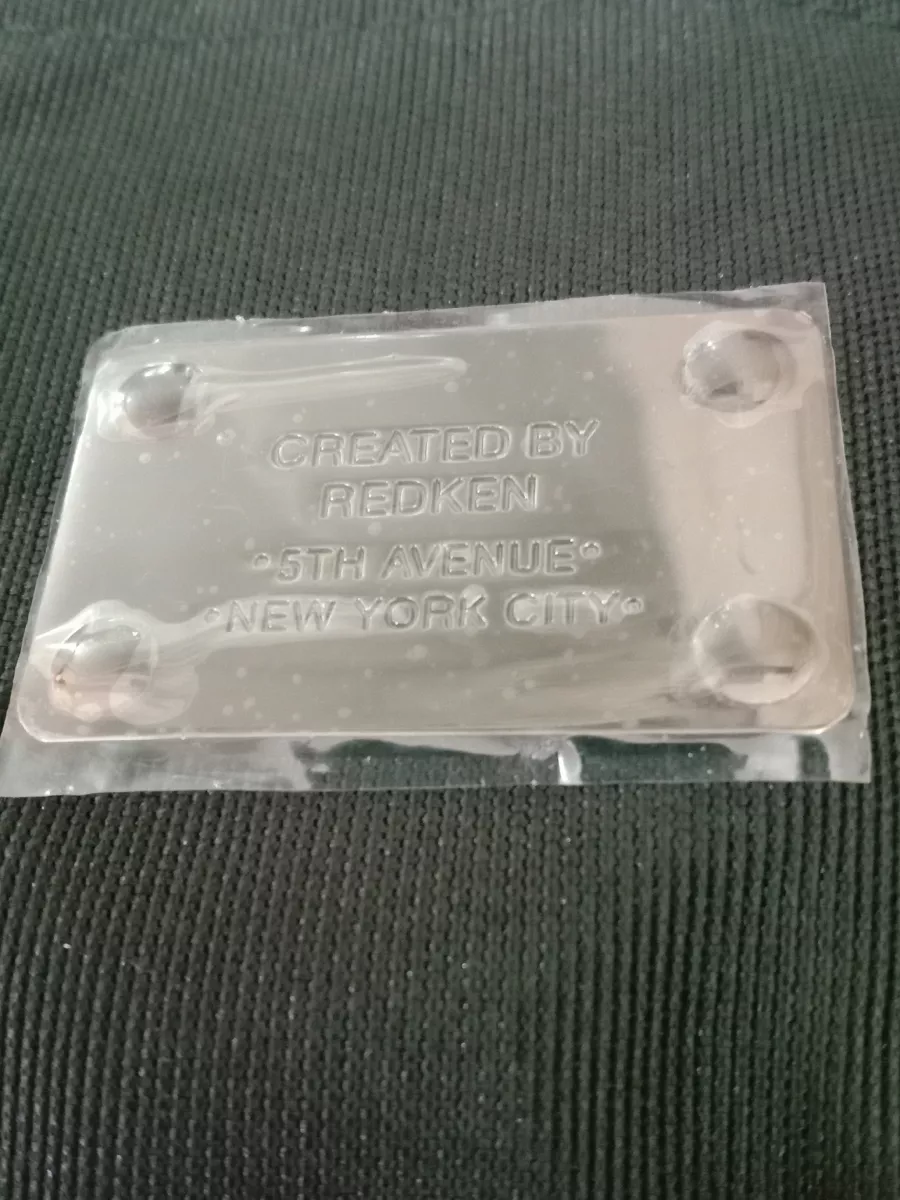 CREATED BY
REDKEN
•5TH AVENUE•
•NEW YORK CITY•